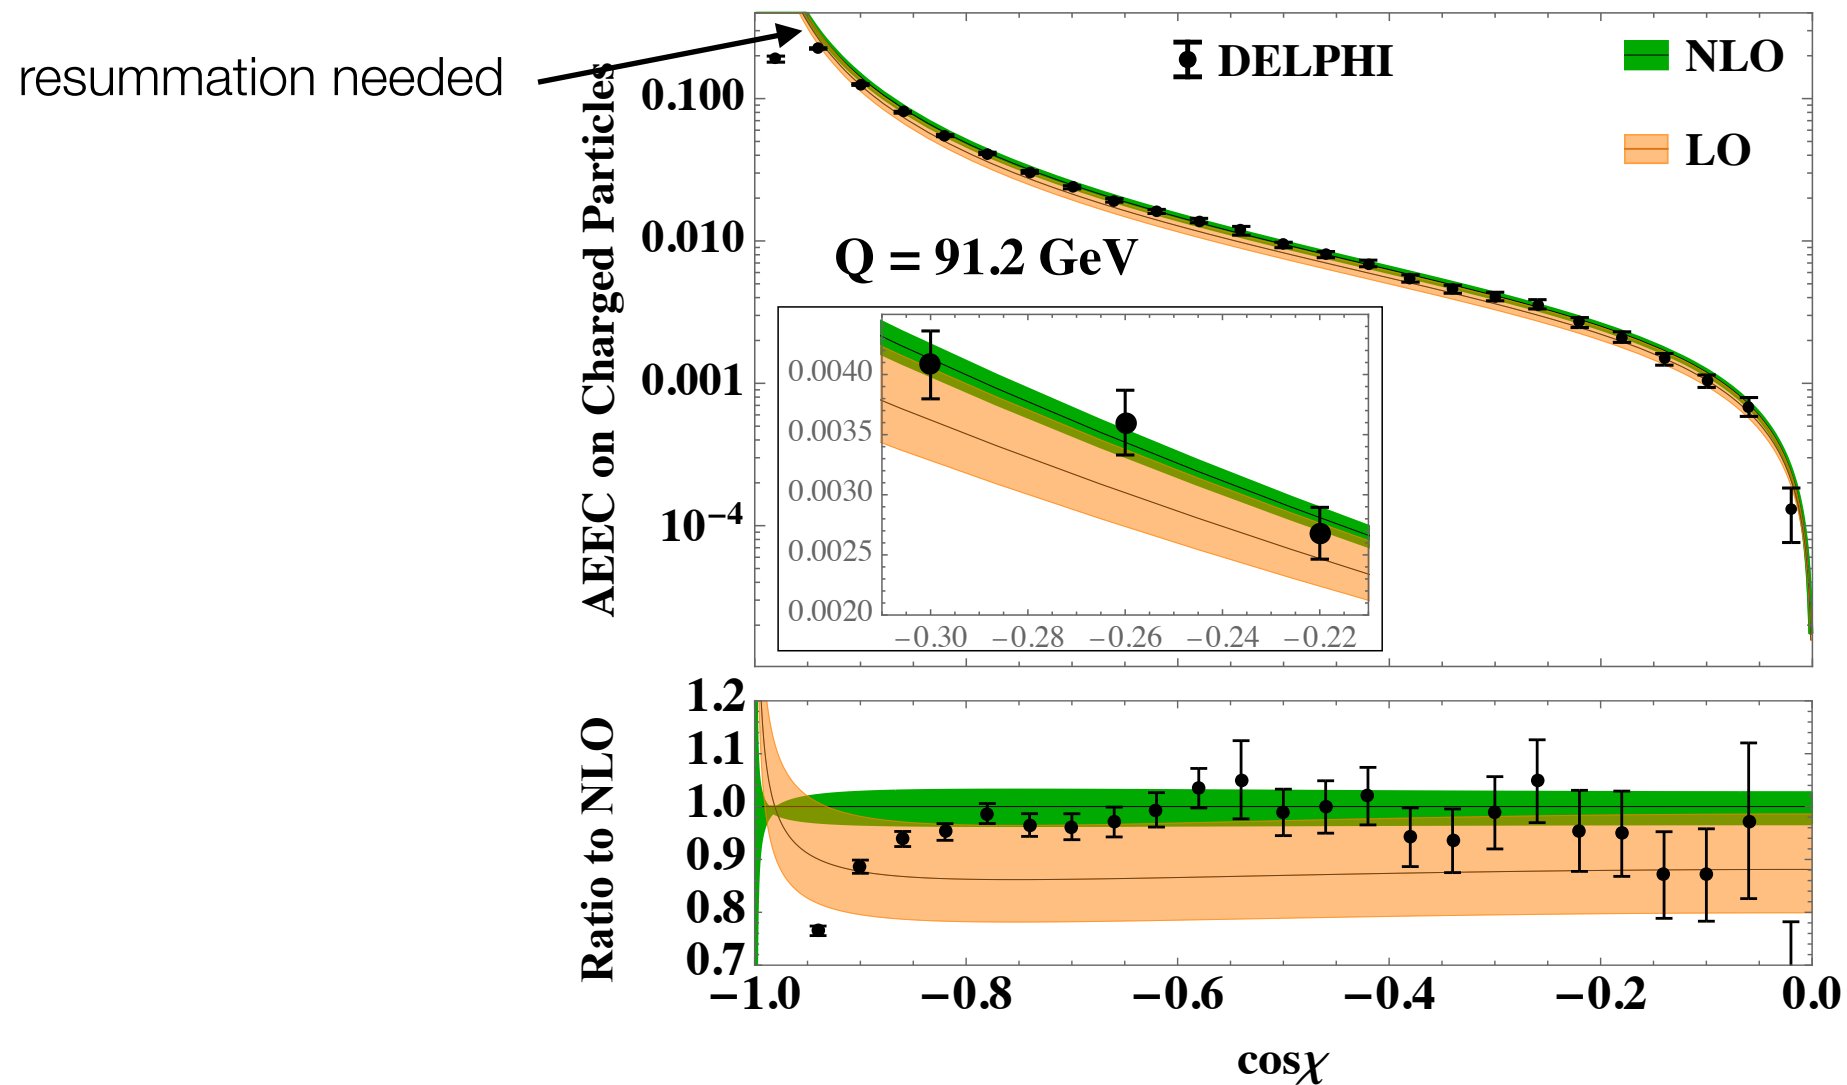 resummation needed
AEEC on Charged Particles
0.100
0.010
0.001
10⁻⁴
DELPHI
NLO
LO
Q = 91.2 GeV
0.0040
0.0035
0.0030
0.0025
0.0020
−0.30 −0.28 −0.26 −0.24 −0.22
Ratio to NLO
1.2
1.1
1.0
0.9
0.8
0.7
−1.0 −0.8 −0.6 −0.4 −0.2 0.0
cosχ